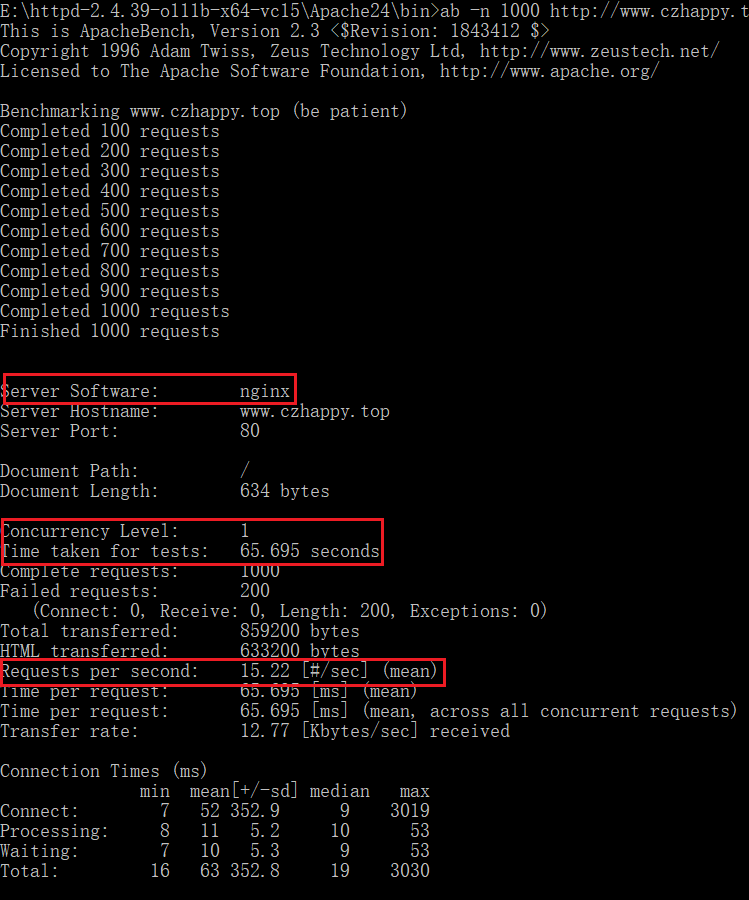 E:\httpd-2.4.39-o111b-x64-vc15\Apache24\bin>ab -n 1000 http://www.czhappy.t
This is ApacheBench, Version 2.3 <$Revision: 1843412 $>
Copyright 1996 Adam Twiss, Zeus Technology Ltd, http://www.zeustech.net/
Licensed to The Apache Software Foundation, http://www.apache.org/
Benchmarking www.czhappy.top (be patient)
Completed 100 requests
Completed 200 requests
Completed 300 requests
Completed 400 requests
Completed 500 requests
Completed 600 requests
Completed 700 requests
Completed 800 requests
Completed 900 requests
Completed 1000 requests
Finished 1000 requests
Server Software: nginx
Server Hostname: www.czhappy.top
Server Port: 80
Document Path: /
Document Length: 634 bytes
Concurrency Level: 1
Time taken for tests: 65.695 seconds
Complete requests: 1000
Failed requests: 200
(Connect: 0, Receive: 0, Length: 200, Exceptions: 0)
Total transferred: 859200 bytes
HTML transferred: 633200 bytes
Requests per second: 15.22 [#/sec] (mean)
Time per request: 65.695 [ms] (mean)
Time per request: 65.695 [ms] (mean, across all concurrent requests)
Transfer rate: 12.77 [Kbytes/sec] received
Connection Times (ms)
min mean[+/-sd] median max
Connect: 7 52 352.9 9 3019
Processing: 8 11 5.2 10 53
Waiting: 7 10 5.3 9 53
Total: 16 63 352.8 19 3030